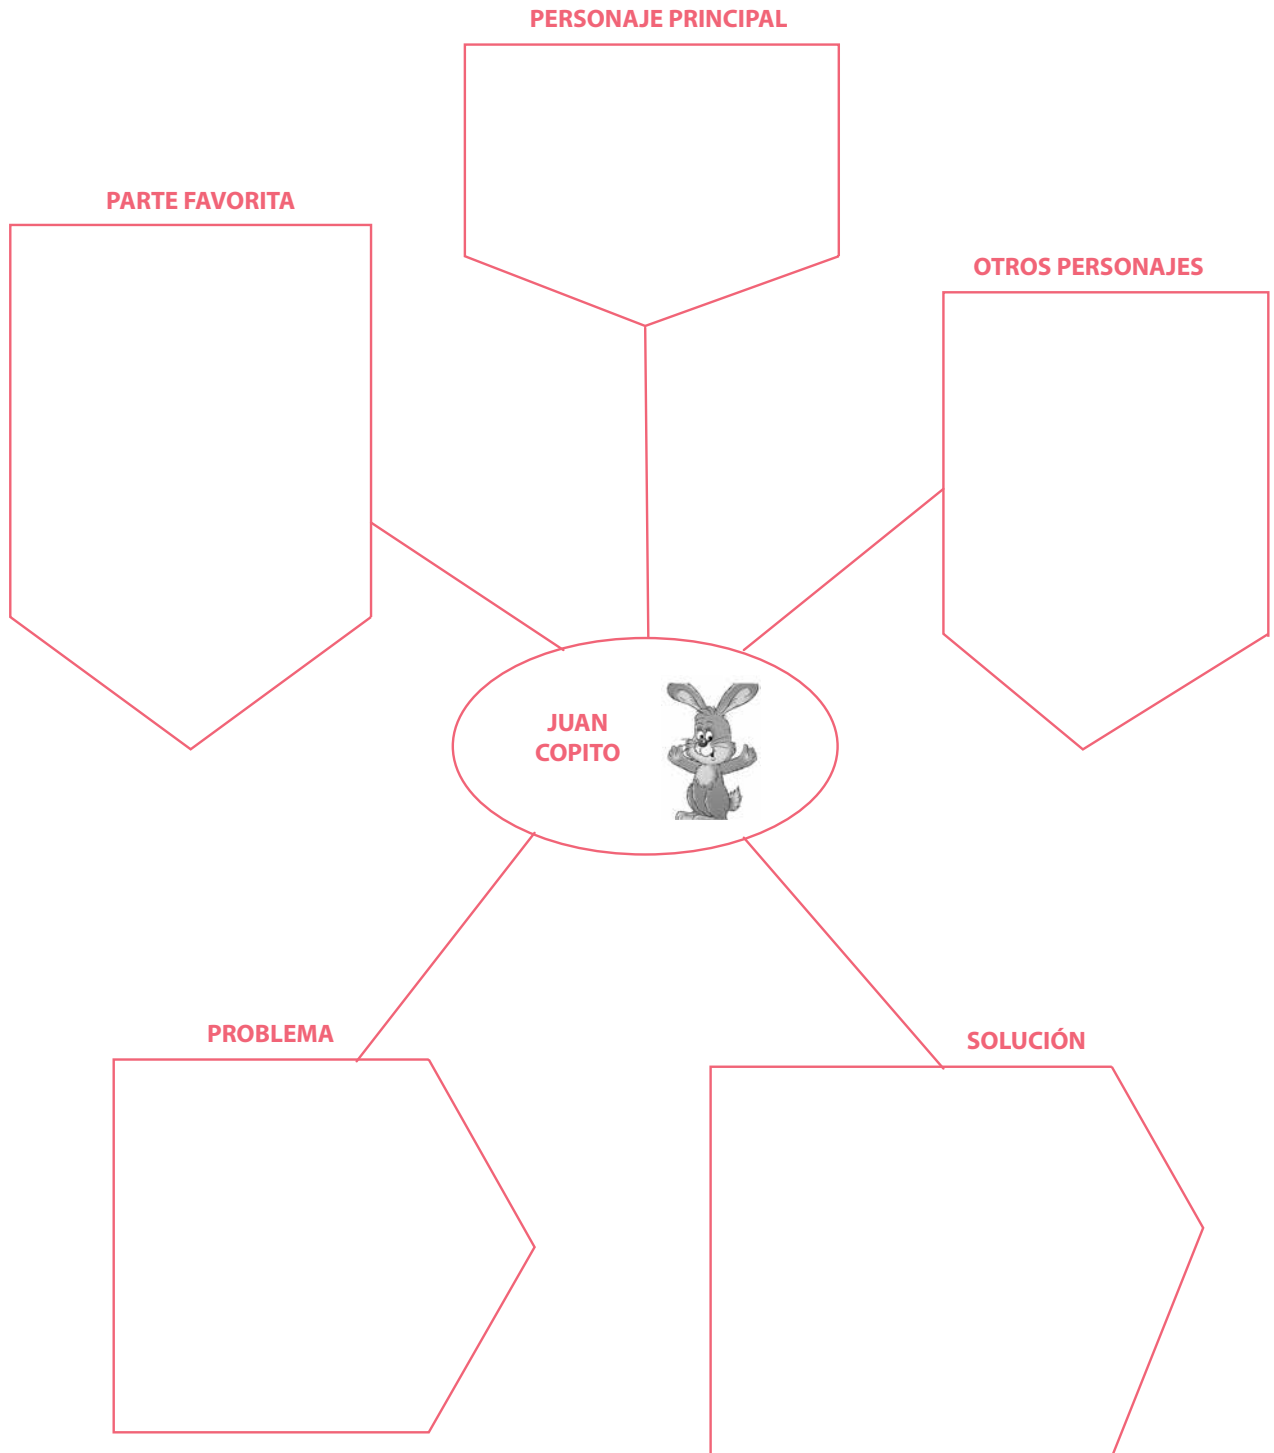 PERSONAJE PRINCIPAL
PARTE FAVORITA
OTROS PERSONAJES
JUAN
COPITO
PROBLEMA
SOLUCIÓN